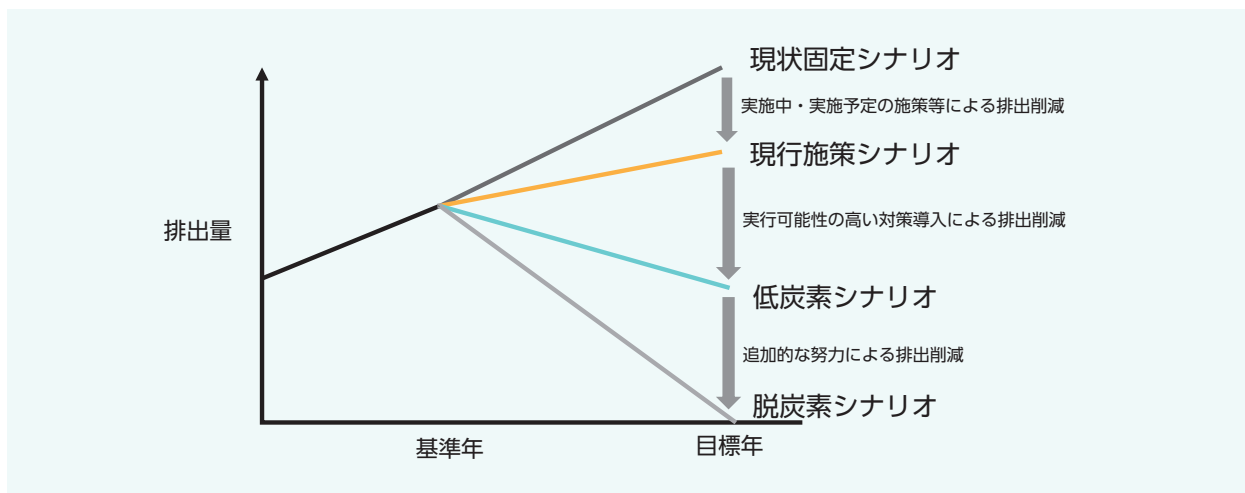 現状固定シナリオ
実施中・実施予定の施策等による排出削減
現行施策シナリオ
排出量
実行可能性の高い対策導入による排出削減
低炭素シナリオ
追加的な努力による排出削減
脱炭素シナリオ
基準年
目標年